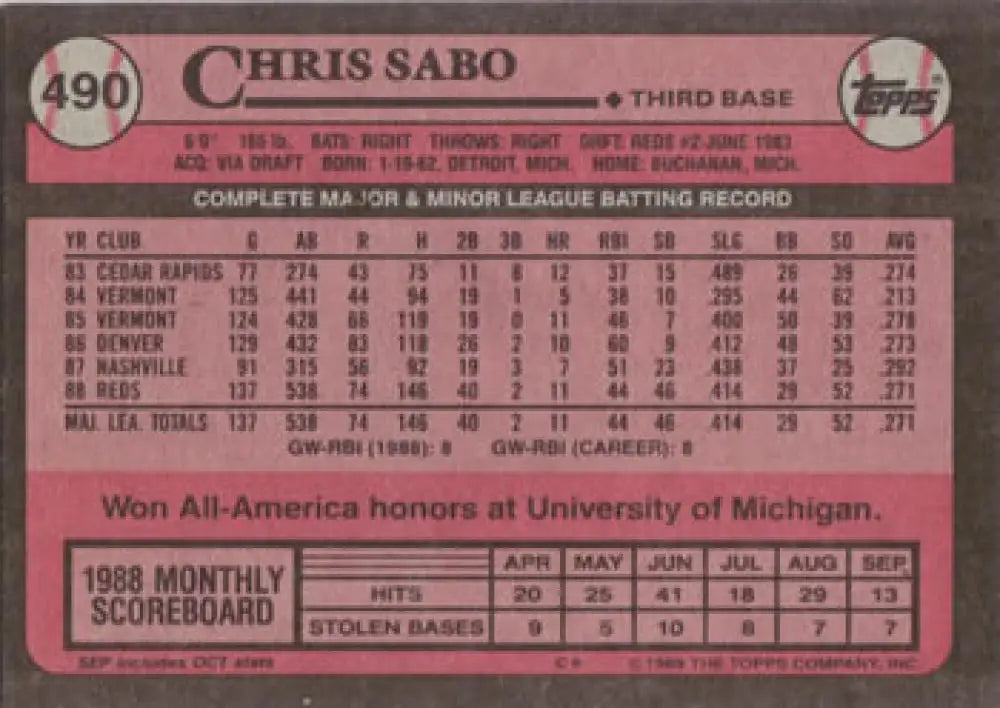 490
CHRIS SABO
◆ THIRD BASE
TOPPS®
6'0" 185 lb. BATS: RIGHT THROWS: RIGHT DRFT: REDS #2-JUNE 1983
ACQ: VIA DRAFT BORN: 1-19-62, DETROIT, MICH. HOME: BUCHANAN, MICH.
COMPLETE MAJOR & MINOR LEAGUE BATTING RECORD
YR CLUB G AB R H 2B 3B HR RBI SB SLG BB SO AVG
83 CEDAR RAPIDS 77 274 43 75 11 8 12 37 15 .489 26 39 .274
84 VERMONT 125 441 44 94 19 1 5 38 10 .295 44 62 .213
85 VERMONT 124 428 66 119 19 0 11 46 7 .400 50 39 .278
86 DENVER 129 432 83 118 26 2 10 60 9 .412 48 53 .273
87 NASHVILLE 91 315 56 92 19 3 7 51 23 .438 37 25 .292
88 REDS 137 538 74 146 40 2 11 44 46 .414 29 52 .271
MAJ. LEA. TOTALS 137 538 74 146 40 2 11 44 46 .414 29 52 .271
GW-RBI (1988): 8 GW-RBI (CAREER): 8
Won All-America honors at University of Michigan.
1988 MONTHLY
SCOREBOARD
APR MAY JUN JUL AUG SEP.
HITS 20 25 41 18 29 13
STOLEN BASES 9 5 10 8 7 7
SEP includes OCT stats © 1989 THE TOPPS COMPANY, INC.